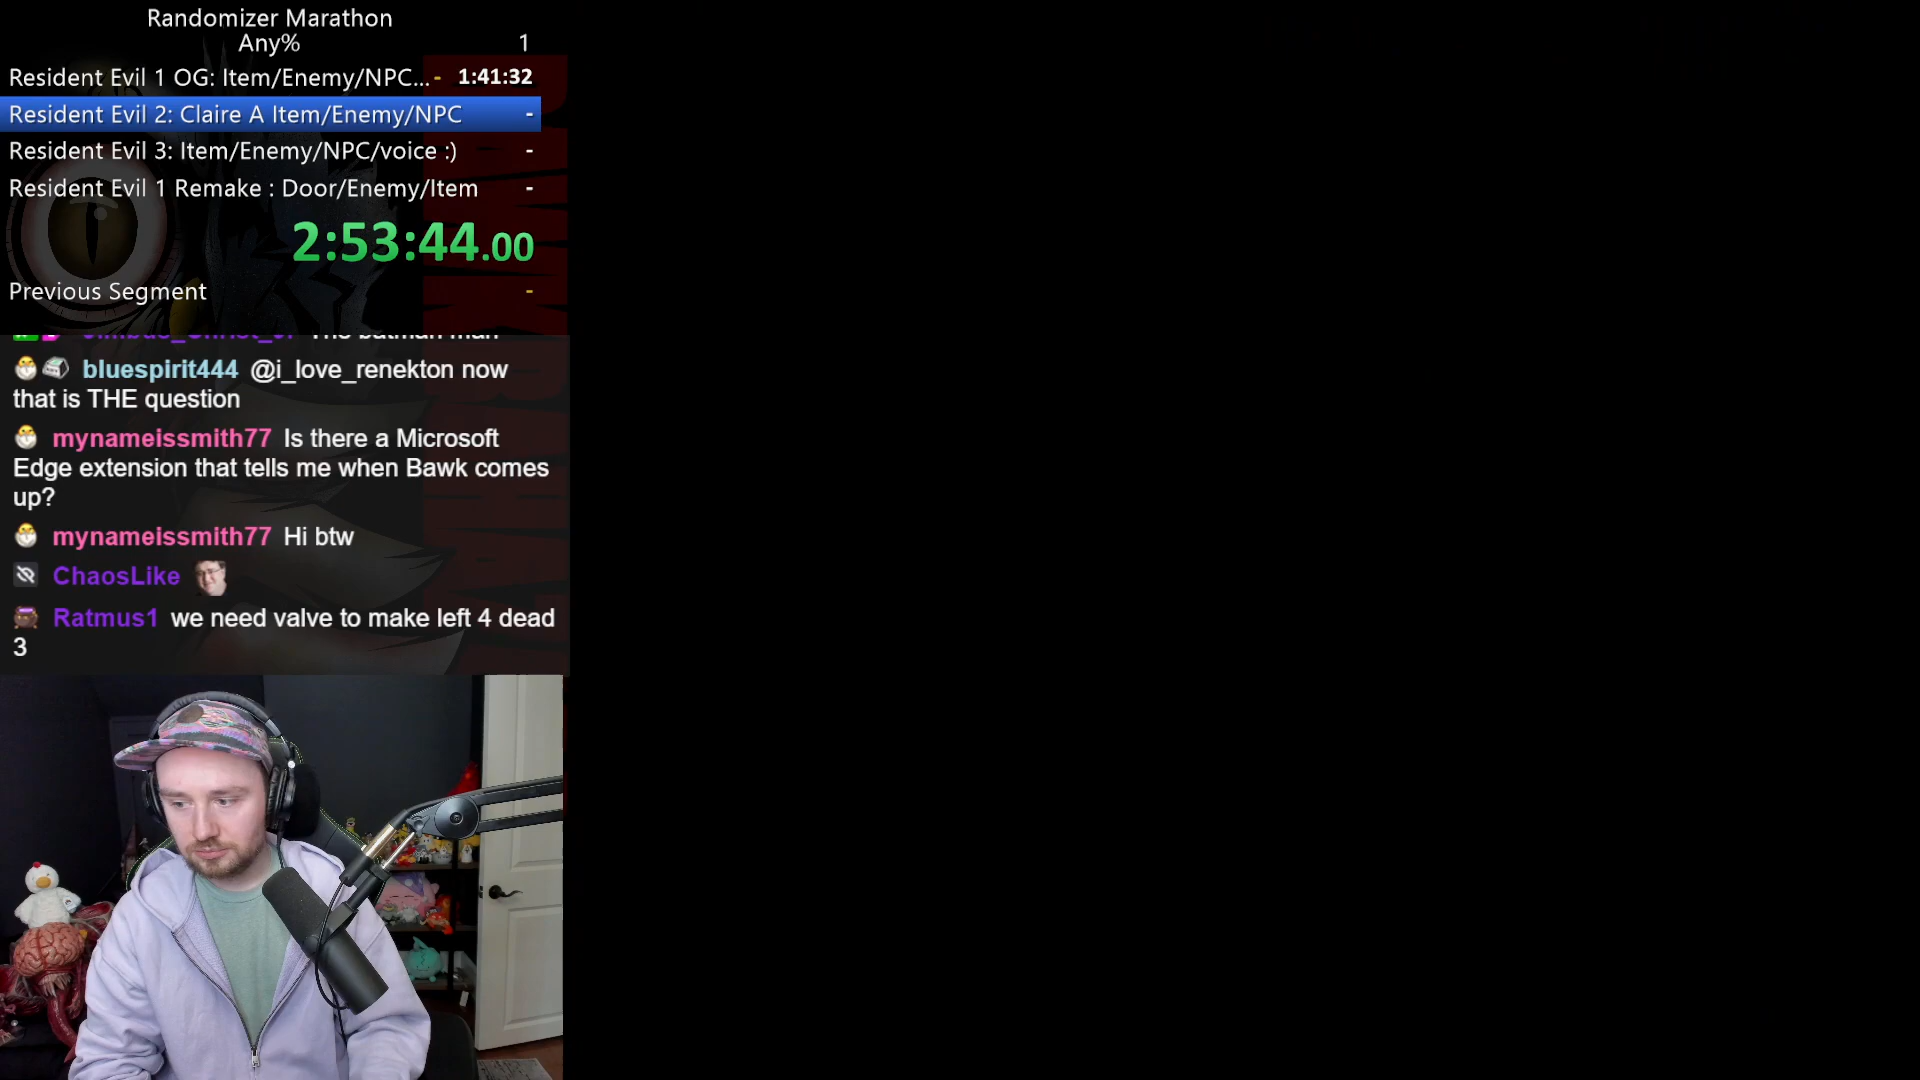 Randomizer Marathon
Any% 1
Resident Evil 1 OG: Item/Enemy/NPC... - 1:41:32
Resident Evil 2: Claire A Item/Enemy/NPC -
Resident Evil 3: Item/Enemy/NPC/voice :) -
Resident Evil 1 Remake : Door/Enemy/Item -
2:53:44.00
Previous Segment -
bluespirit444 @i_love_renekton now
that is THE question
mynameissmith77 Is there a Microsoft
Edge extension that tells me when Bawk comes
up?
mynameissmith77 Hi btw
ChaosLike
Ratmus1 we need valve to make left 4 dead
3